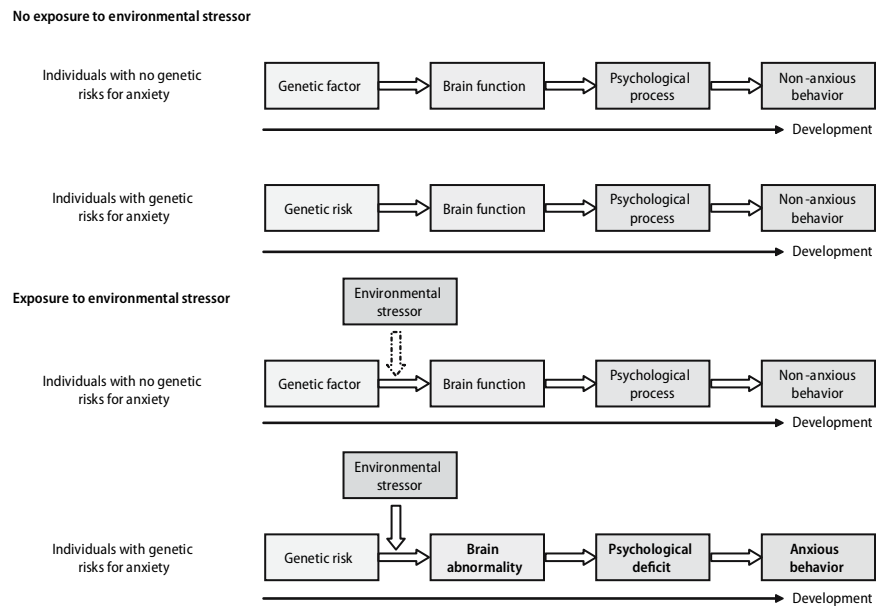 No exposure to environmental stressor
Individuals with no genetic
risks for anxiety
Genetic factor
Brain function
Psychological
process
Non-anxious
behavior
Development
Individuals with genetic
risks for anxiety
Genetic risk
Brain function
Psychological
process
Non-anxious
behavior
Development
Exposure to environmental stressor
Environmental
stressor
Individuals with no genetic
risks for anxiety
Genetic factor
Brain function
Psychological
process
Non-anxious
behavior
Development
Environmental
stressor
Individuals with genetic
risks for anxiety
Genetic risk
Brain
abnormality
Psychological
deficit
Anxious
behavior
Development